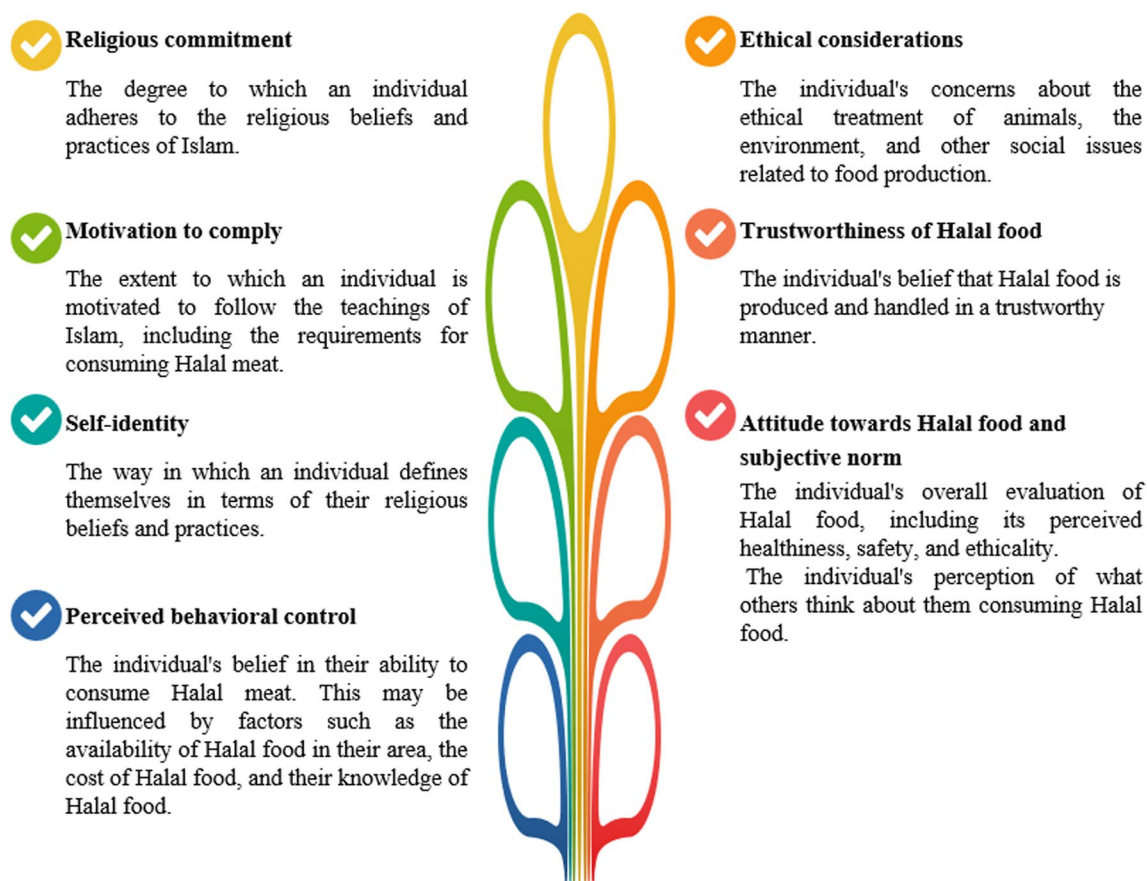 Religious commitment
The degree to which an individual
adheres to the religious beliefs and
practices of Islam.
Motivation to comply
The extent to which an individual is
motivated to follow the teachings of
Islam, including the requirements for
consuming Halal meat.
Self-identity
The way in which an individual defines
themselves in terms of their religious
beliefs and practices.
Perceived behavioral control
The individual's belief in their ability to
consume Halal meat. This may be
influenced by factors such as the
availability of Halal food in their area, the
cost of Halal food, and their knowledge of
Halal food.
Ethical considerations
The individual's concerns about the
ethical treatment of animals, the
environment, and other social issues
related to food production.
Trustworthiness of Halal food
The individual's belief that Halal food is
produced and handled in a trustworthy
manner.
Attitude towards Halal food and
subjective norm
The individual's overall evaluation of
Halal food, including its perceived
healthiness, safety, and ethicality.
The individual's perception of what
others think about them consuming Halal
food.